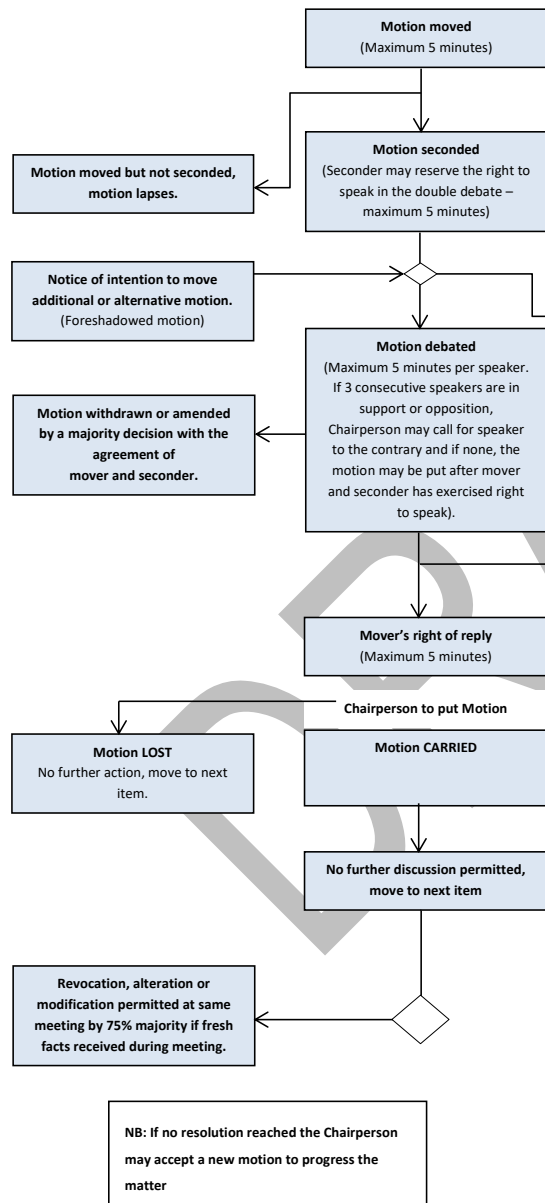 Motion moved
(Maximum 5 minutes)
Motion seconded
(Seconder may reserve the right to
speak in the double debate –
maximum 5 minutes)
Motion moved but not seconded,
motion lapses.
Notice of intention to move
additional or alternative motion.
(Foreshadowed motion)
Motion debated
(Maximum 5 minutes per speaker.
If 3 consecutive speakers are in
support or opposition,
Chairperson may call for speaker
to the contrary and if none, the
motion may be put after mover
and seconder has exercised right
to speak).
Motion withdrawn or amended
by a majority decision with the
agreement of
mover and seconder.
Mover's right of reply
(Maximum 5 minutes)
Chairperson to put Motion
Motion LOST
No further action, move to next
item.
Motion CARRIED
No further discussion permitted,
move to next item
Revocation, alteration or
modification permitted at same
meeting by 75% majority if fresh
facts received during meeting.
NB: If no resolution reached the Chairperson
may accept a new motion to progress the
matter